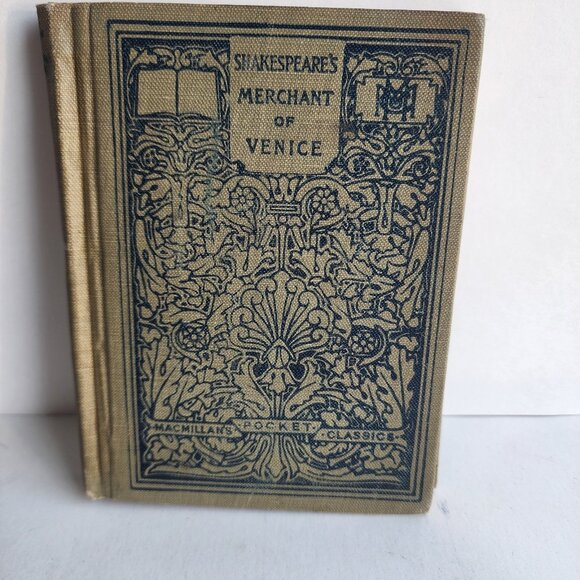 SHAKESPEARE'S
MERCHANT
OF
VENICE
MACMILLAN'S POCKET CLASSICS